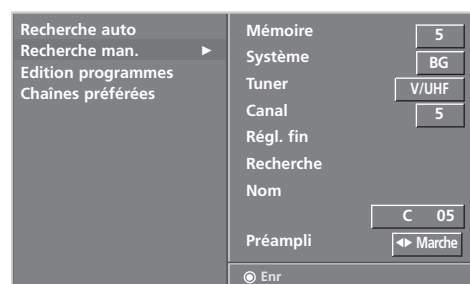 Recherche auto
Recherche man. ►
Edition programmes
Chaînes préférées
Mémoire 5
Système BG
Tuner V/UHF
Canal 5
Régl. fin
Recherche
Nom
C 05
Préampli ◄► Marche
Enr